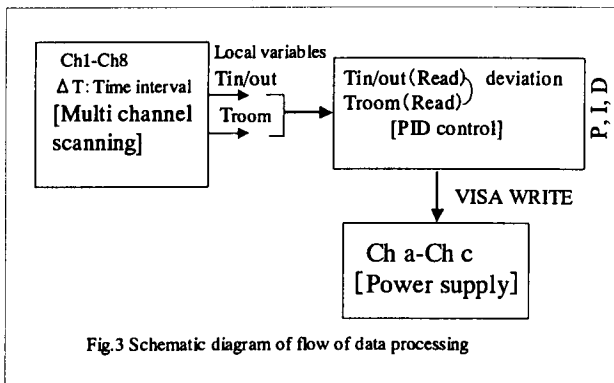 Ch1-Ch8
Δ T: Time interval
[Multi channel
scanning]
Local variables
Tin/out
Troom
Tin/out(Read)
Troom(Read)
deviation
[PID control]
P, I, D
VISA WRITE
Ch a-Ch c
[Power supply]
Fig.3 Schematic diagram of flow of data processing